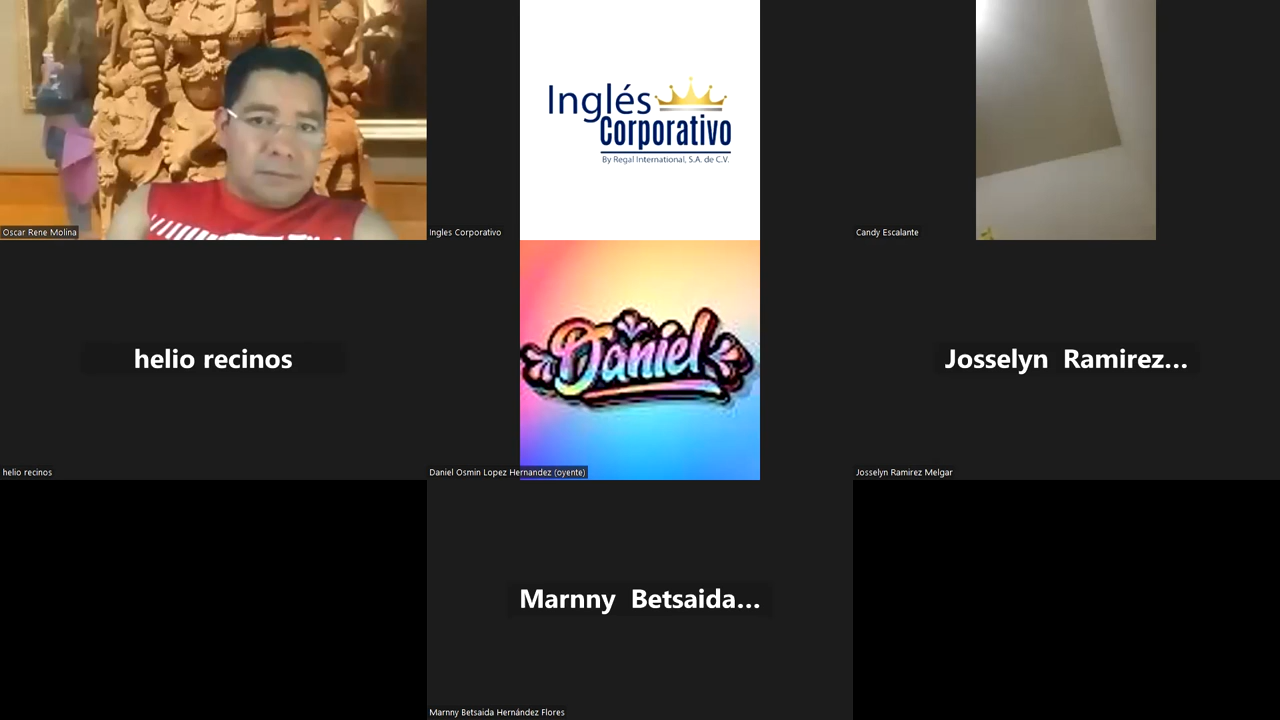 Oscar Rene Molina
Inglés
Corporativo
By Regal International, S.A. de C.V.
Ingles Corporativo
Candy Escalante
helio recinos
Daniel
Josselyn Ramirez...
helio recinos
Daniel Osmin Lopez Hernandez (oyente)
Josselyn Ramirez Melgar
Marnny Betsaida...
Marnny Betsaida Hernández Flores